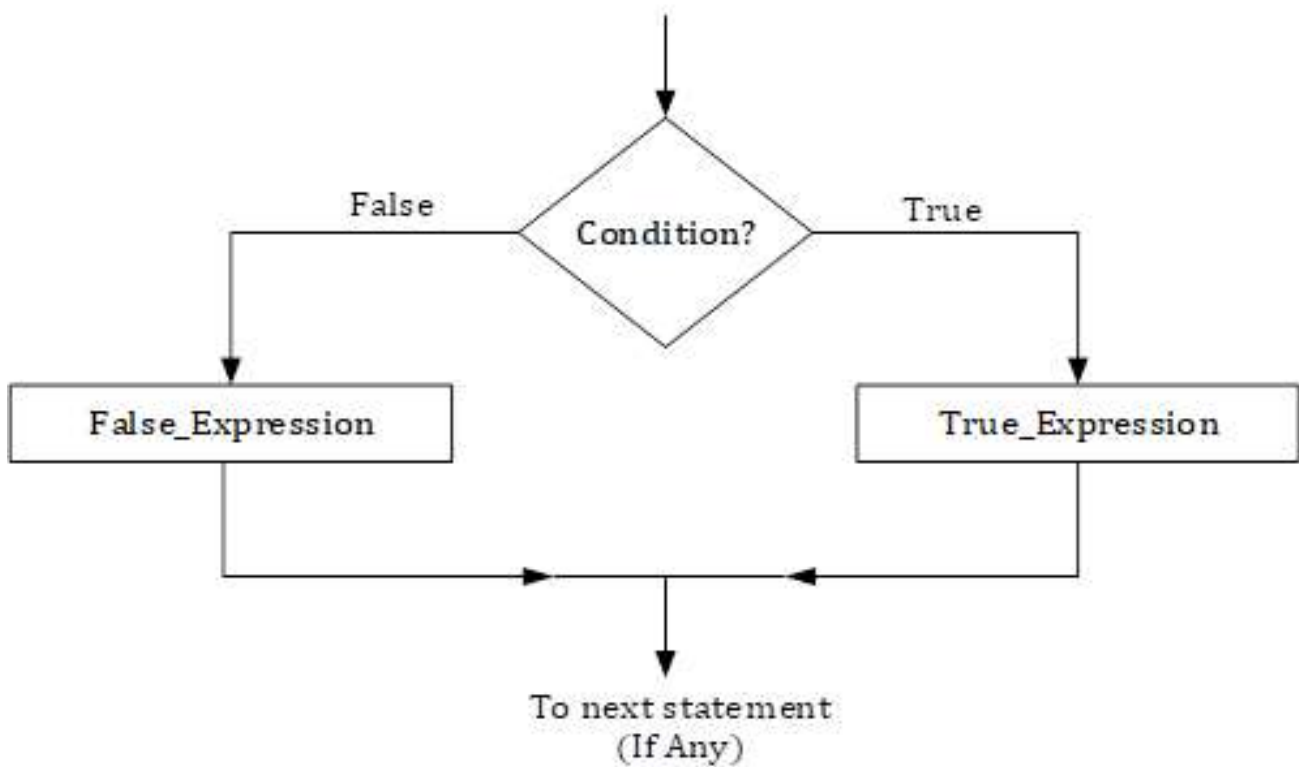 False
True
Condition?
False_Expression
True_Expression
To next statement
(If Any)